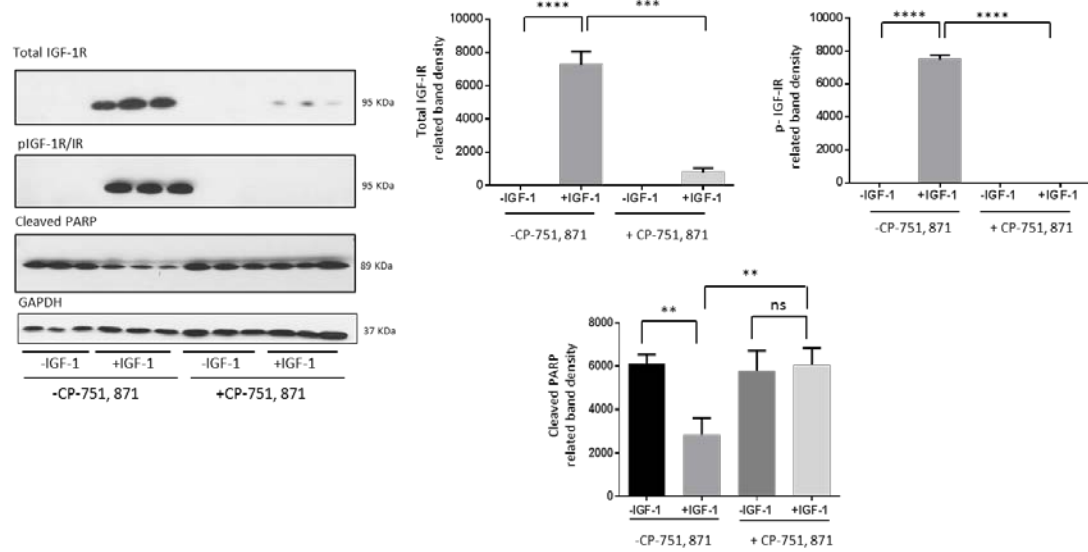 Total IGF-1R
95 KDa
pIGF-1R/IR
95 KDa
Cleaved PARP
89 KDa
GAPDH
37 KDa
-IGF-1 +IGF-1 -IGF-1 +IGF-1
-CP-751, 871 +CP-751, 871
**** ***
Total IGF-IR
related band density
10000
8000
6000
4000
2000
0
-IGF-1 +IGF-1 -IGF-1 +IGF-1
-CP-751, 871 + CP-751, 871
**** ****
p- IGF-IR
related band density
10000
8000
6000
4000
2000
0
-IGF-1 +IGF-1 -IGF-1 +IGF-1
-CP-751, 871 + CP-751, 871
**
** ns
Cleaved PARP
related band density
8000
6000
4000
2000
0
-IGF-1 +IGF-1 -IGF-1 +IGF-1
-CP-751, 871 + CP-751, 871